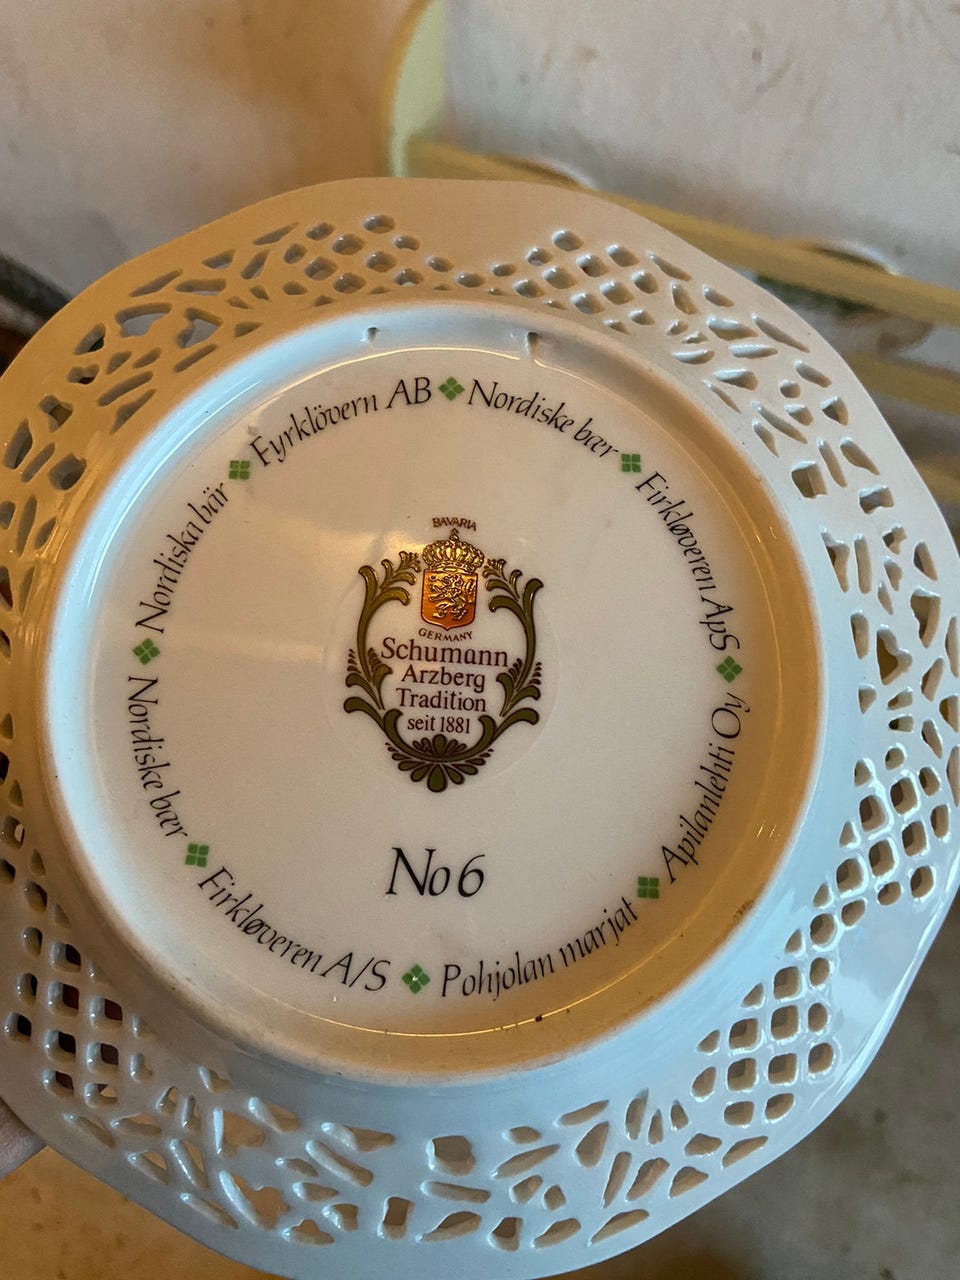 Fyrklövern AB
Nordiske bær
Firkløveren ApS
Apilanlehti Oy
Pohjolan marjat
Firkløveren A/S
Nordiske bær
Nordiska bär
BAVARIA
GERMANY
Schumann
Arzberg
Tradition
seit 1881
No 6